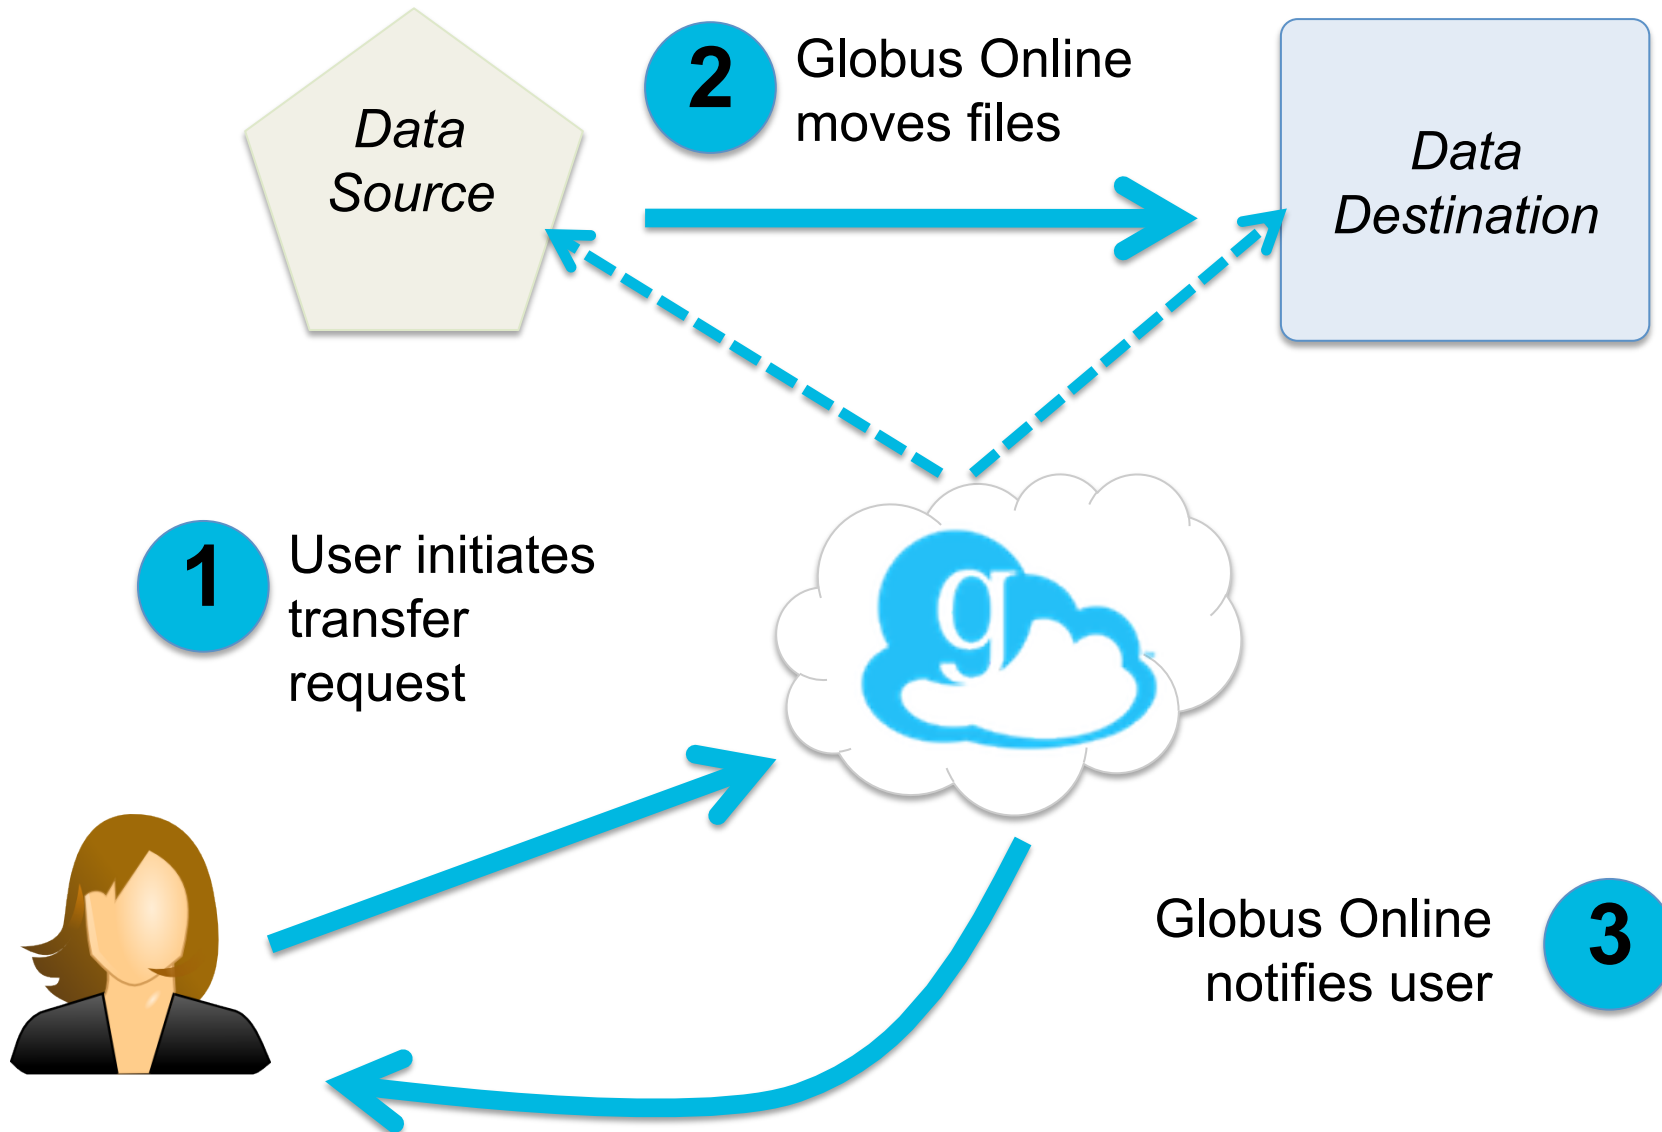 Data
Source
2
Globus Online
moves files
Data
Destination
1
User initiates
transfer
request
g
Globus Online
notifies user
3